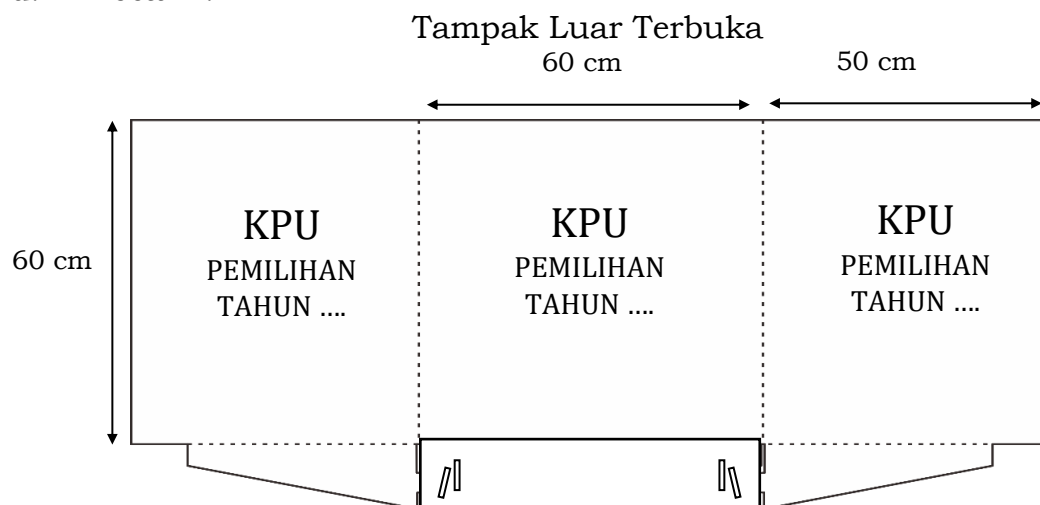 Tampak Luar Terbuka
60 cm
50 cm
60 cm
KPU
PEMILIHAN
TAHUN ....
KPU
PEMILIHAN
TAHUN ....
KPU
PEMILIHAN
TAHUN ....